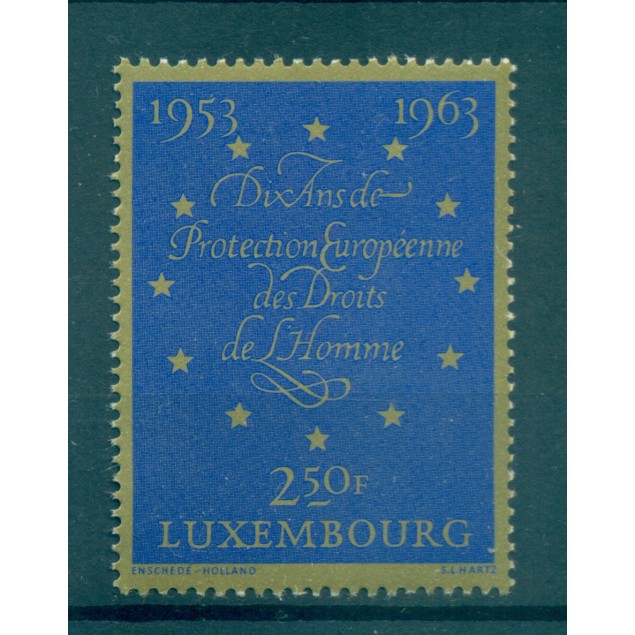 1953 1963
Dix Ans de
Protection Européenne
des Droits
de L'Homme
2.50F
LUXEMBOURG
ENSCHEDE-HOLLAND S.L.HARTZ